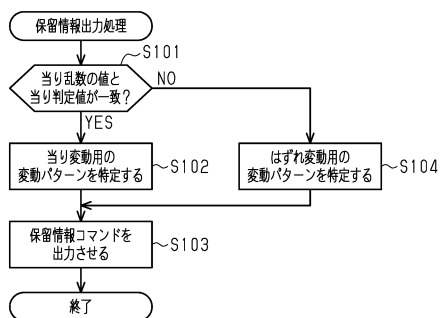 保留情報出力処理
S101
当り乱数の値と
当り判定値が一致?
NO
YES
当り変動用の
変動パターンを特定する
S102
はずれ変動用の
変動パターンを特定する
S104
保留情報コマンドを
出力させる
S103
終了